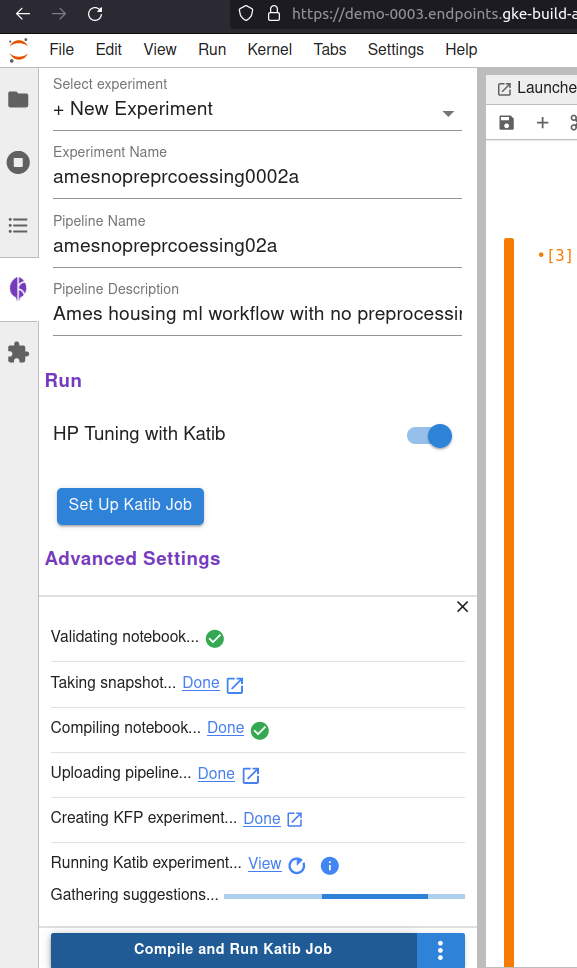 https://demo-0003.endpoints.gke-build-a
File Edit View Run Kernel Tabs Settings Help
Select experiment
+ New Experiment
Launche
Experiment Name
amesnopreprcoessing0002a
Pipeline Name
amesnopreprcoessing02a
[3]
Pipeline Description
Ames housing ml workflow with no preprocessin
Run
HP Tuning with Katib
Set Up Katib Job
Advanced Settings
Validating notebook...
Taking snapshot... Done
Compiling notebook... Done
Uploading pipeline... Done
Creating KFP experiment... Done
Running Katib experiment... View
Gathering suggestions...
Compile and Run Katib Job